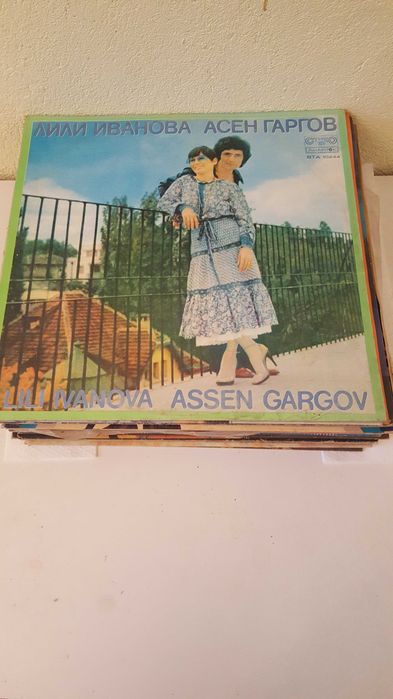 ЛИЛИ ИВАНОВА АСЕН ГАРГОВ
LILI IVANOVA ASSEN GARGOV